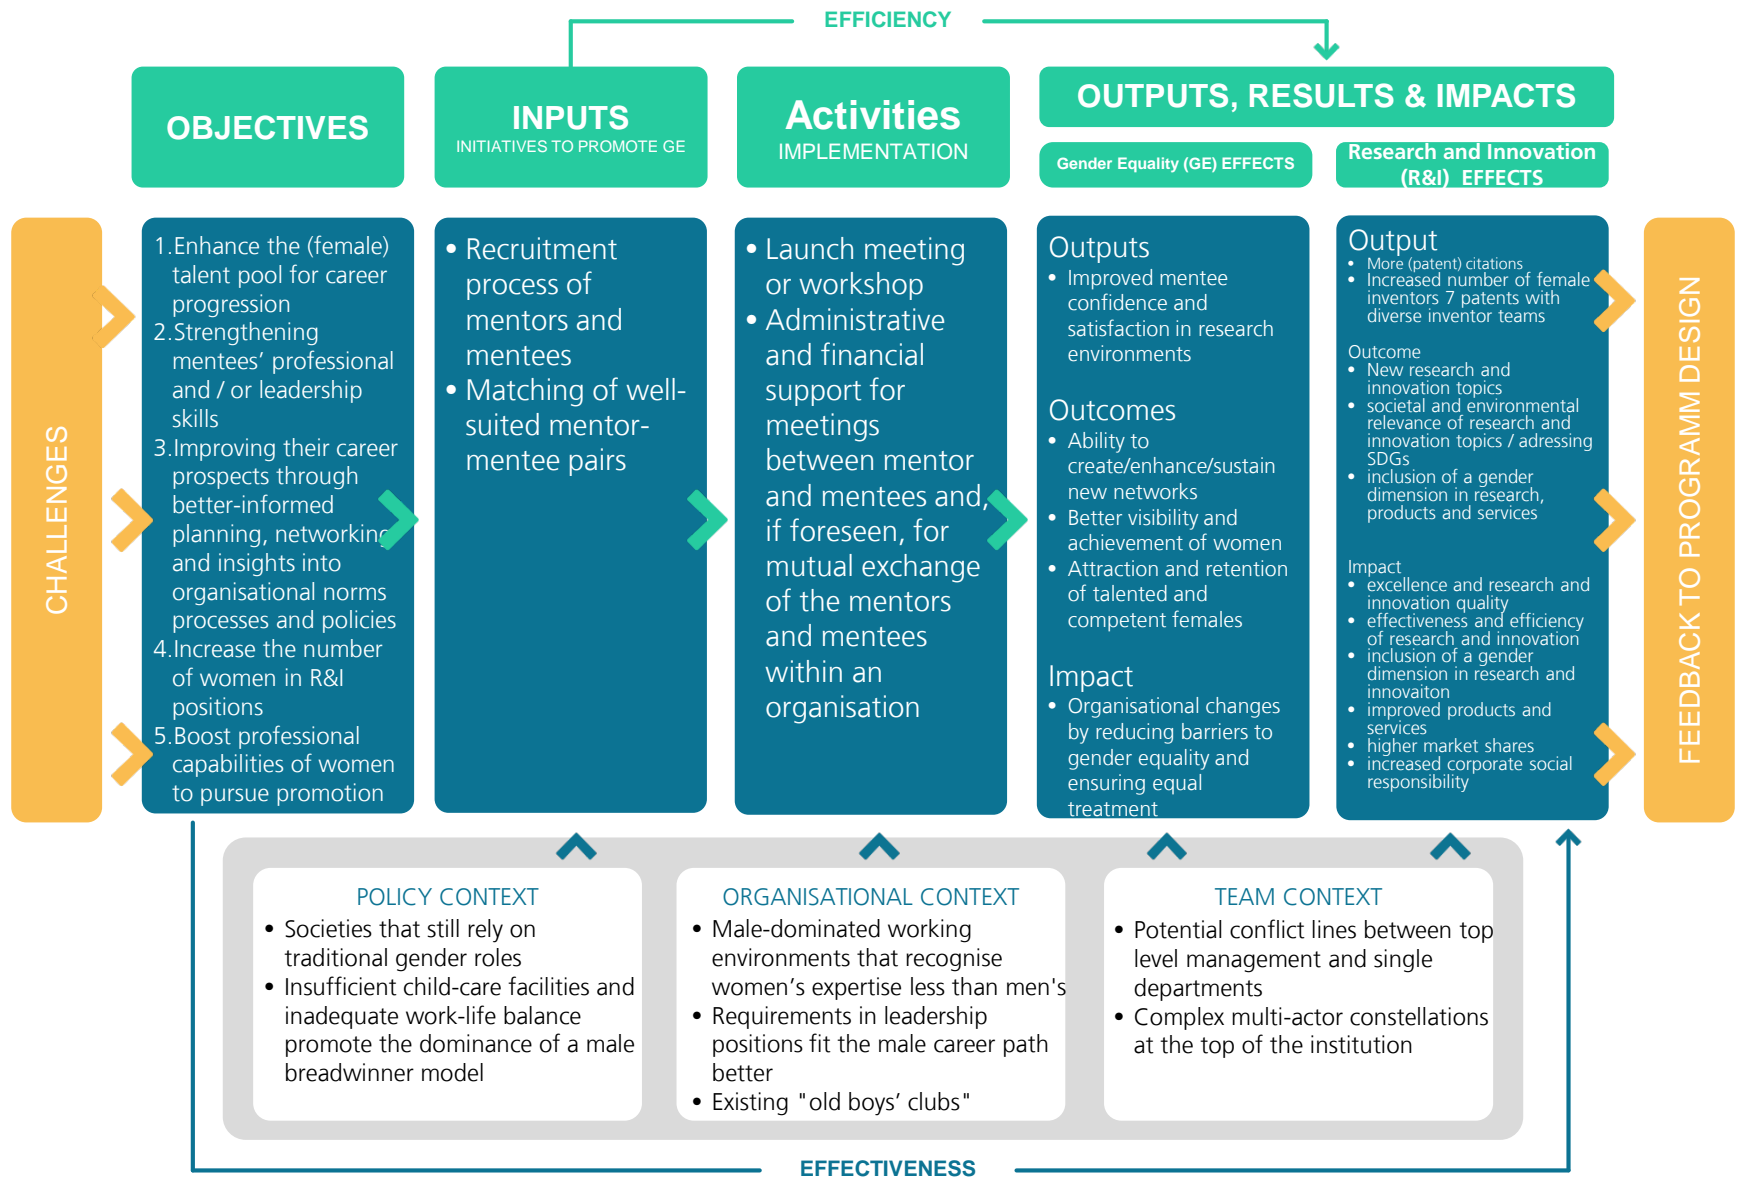 EFFICIENCY
OBJECTIVES
INPUTS
INITIATIVES TO PROMOTE GE
Activities
IMPLEMENTATION
OUTPUTS, RESULTS & IMPACTS
Gender Equality (GE) EFFECTS
Research and Innovation
(R&I) EFFECTS
CHALLENGES
1.Enhance the (female)
talent pool for career
progression
2.Strengthening
mentees’ professional
and / or leadership
skills
3.Improving their career
prospects through
better-informed
planning, networking
and insights into
organisational norms
processes and policies
4.Increase the number
of women in R&I
positions
5.Boost professional
capabilities of women
to pursue promotion
• Recruitment
process of
mentors and
mentees
• Matching of well-
suited mentor-
mentee pairs
• Launch meeting
or workshop
• Administrative
and financial
support for
meetings
between mentor
and mentees and,
if foreseen, for
mutual exchange
of the mentors
and mentees
within an
organisation
Outputs
• Improved mentee
confidence and
satisfaction in research
environments
Outcomes
• Ability to
create/enhance/sustain
new networks
• Better visibility and
achievement of women
• Attraction and retention
of talented and
competent females
Impact
• Organisational changes
by reducing barriers to
gender equality and
ensuring equal
treatment
Output
• More (patent) citations
• Increased number of female
inventors 7 patents with
diverse inventor teams
Outcome
• New research and
innovation topics
• societal and environmental
relevance of research and
innovation topics / adressing
SDGs
• inclusion of a gender
dimension in research,
products and services
Impact
• excellence and research and
innovation quality
• effectiveness and efficiency
of research and innovation
• inclusion of a gender
dimension in research and
innovaiton
• improved products and
services
• higher market shares
• increased corporate social
responsibility
FEEDBACK TO PROGRAMM DESIGN
POLICY CONTEXT
• Societies that still rely on
traditional gender roles
• Insufficient child-care facilities and
inadequate work-life balance
promote the dominance of a male
breadwinner model
ORGANISATIONAL CONTEXT
• Male-dominated working
environments that recognise
women’s expertise less than men's
• Requirements in leadership
positions fit the male career path
better
• Existing "old boys’ clubs"
TEAM CONTEXT
• Potential conflict lines between top
level management and single
departments
• Complex multi-actor constellations
at the top of the institution
EFFECTIVENESS